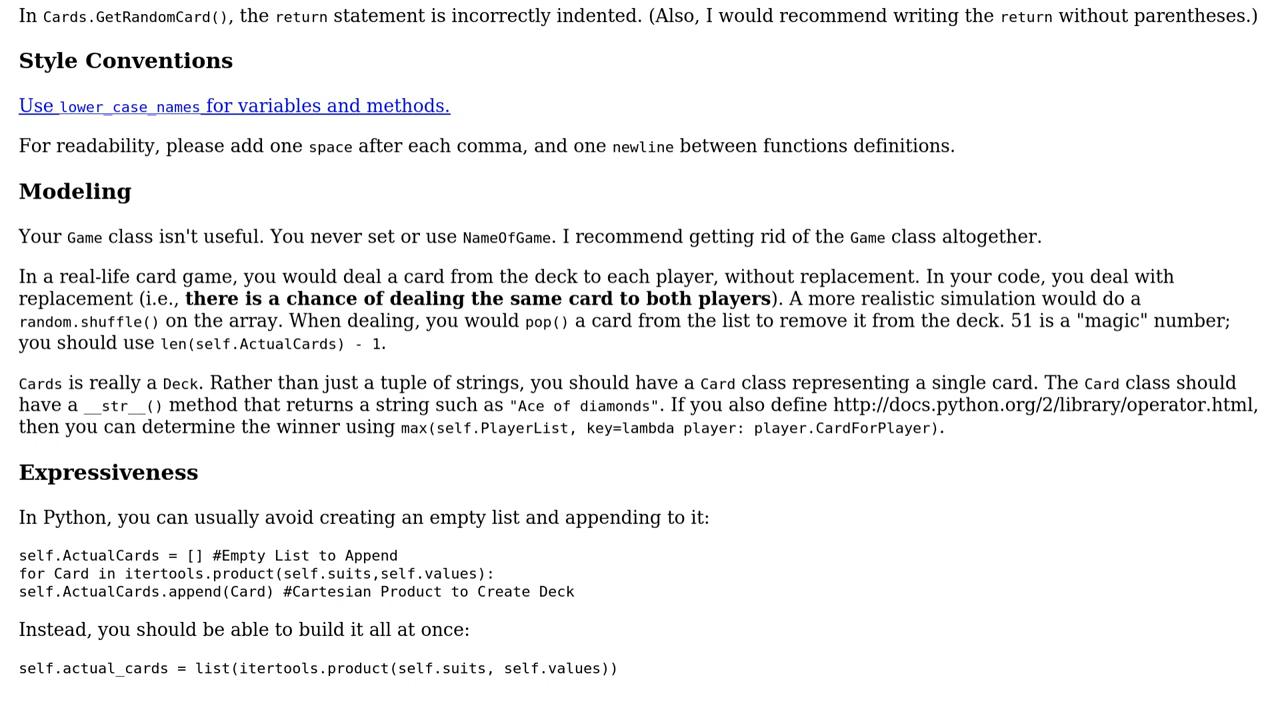 In Cards.GetRandomCard(), the return statement is incorrectly indented. (Also, I would recommend writing the return without parentheses.)
Style Conventions
Use lower_case_names for variables and methods.
For readability, please add one space after each comma, and one newline between functions definitions.
Modeling
Your Game class isn't useful. You never set or use NameOfGame. I recommend getting rid of the Game class altogether.
In a real-life card game, you would deal a card from the deck to each player, without replacement. In your code, you deal with
replacement (i.e., there is a chance of dealing the same card to both players). A more realistic simulation would do a
random.shuffle() on the array. When dealing, you would pop() a card from the list to remove it from the deck. 51 is a "magic" number;
you should use len(self.ActualCards) - 1.
Cards is really a Deck. Rather than just a tuple of strings, you should have a Card class representing a single card. The Card class should
have a __str__() method that returns a string such as "Ace of diamonds". If you also define http://docs.python.org/2/library/operator.html,
then you can determine the winner using max(self.PlayerList, key=lambda player: player.CardForPlayer).
Expressiveness
In Python, you can usually avoid creating an empty list and appending to it:
self.ActualCards = [] #Empty List to Append
for Card in itertools.product(self.suits,self.values):
self.ActualCards.append(Card) #Cartesian Product to Create Deck
Instead, you should be able to build it all at once:
self.actual_cards = list(itertools.product(self.suits, self.values))